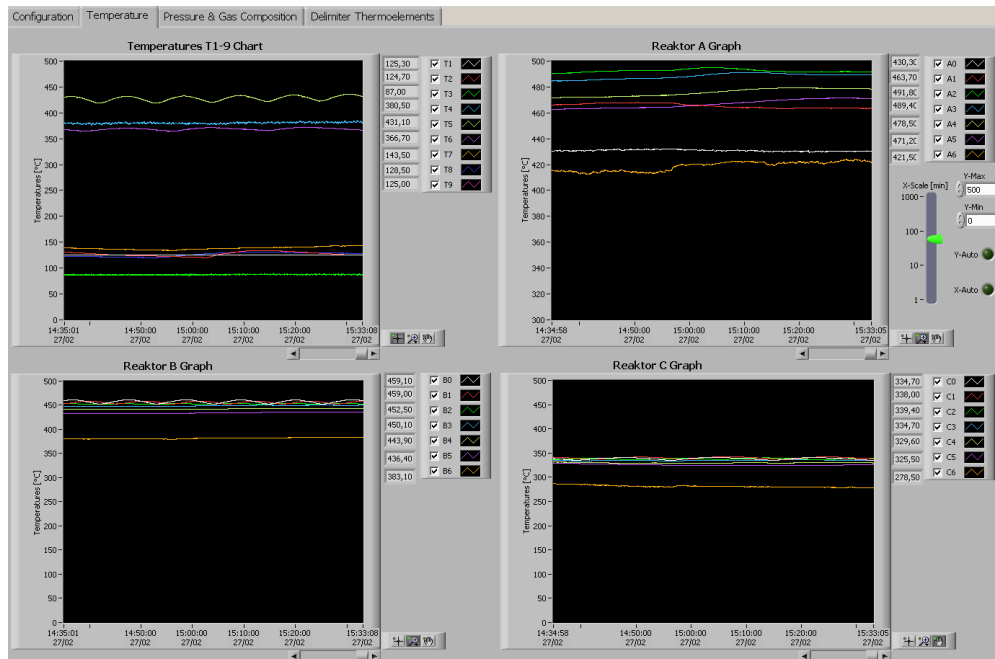 Configuration Temperature Pressure & Gas Composition Delimiter Thermoelements
Temperatures T1-9 Chart
Temperatures [°C]
500
450
400
350
300
250
200
150
100
50
0
14:35:01 14:50:00 15:00:00 15:10:00 15:20:00 15:33:08
27/02 27/02 27/02 27/02 27/02 27/02
125,30 T1
124,70 T2
87,00 T3
380,50 T4
431,10 T5
366,70 T6
143,50 T7
128,50 T8
125,00 T9
Reaktor A Graph
Temperatures [°C]
500
480
460
440
420
400
380
360
340
320
300
14:34:58 14:50:00 15:00:00 15:10:00 15:20:00 15:33:05
27/02 27/02 27/02 27/02 27/02 27/02
430,30 A0
463,70 A1
491,80 A2
489,40 A3
478,50 A4
471,20 A5
421,50 A6
X-Scale [min]
1000
100
10
1
Y-Max
500
Y-Min
0
Y-Auto
X-Auto
Reaktor B Graph
Temperatures [°C]
500
450
400
350
300
250
200
150
100
50
0
14:35:01 14:50:00 15:00:00 15:10:00 15:20:00 15:33:08
27/02 27/02 27/02 27/02 27/02 27/02
459,10 B0
459,00 B1
452,50 B2
450,10 B3
443,90 B4
436,40 B5
383,10 B6
Reaktor C Graph
Temperatures [°C]
500
450
400
350
300
250
200
150
100
50
0
14:34:58 14:50:00 15:00:00 15:10:00 15:20:00 15:33:05
27/02 27/02 27/02 27/02 27/02 27/02
334,70 C0
338,00 C1
339,40 C2
334,70 C3
329,60 C4
325,50 C5
278,50 C6